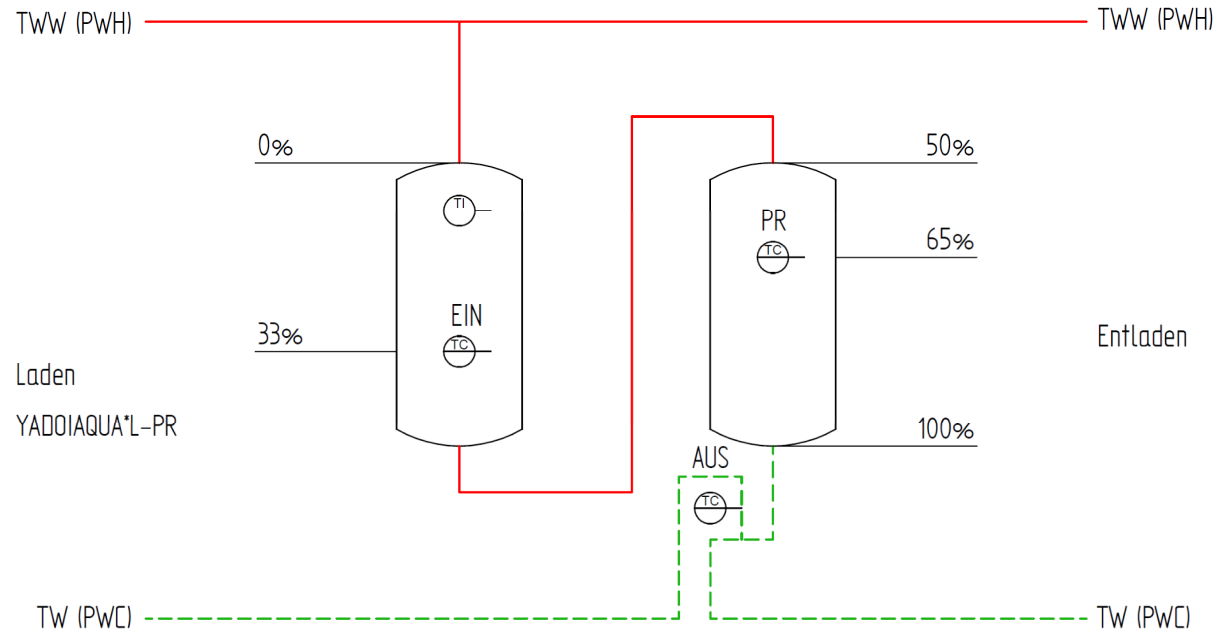 TWW (PWH)
TWW (PWH)
0%
50%
TI
PR
TC
65%
EIN
TC
33%
Entladen
Laden
YADOIAQUA*L-PR
100%
AUS
TC
TW (PWC)
TW (PWC)